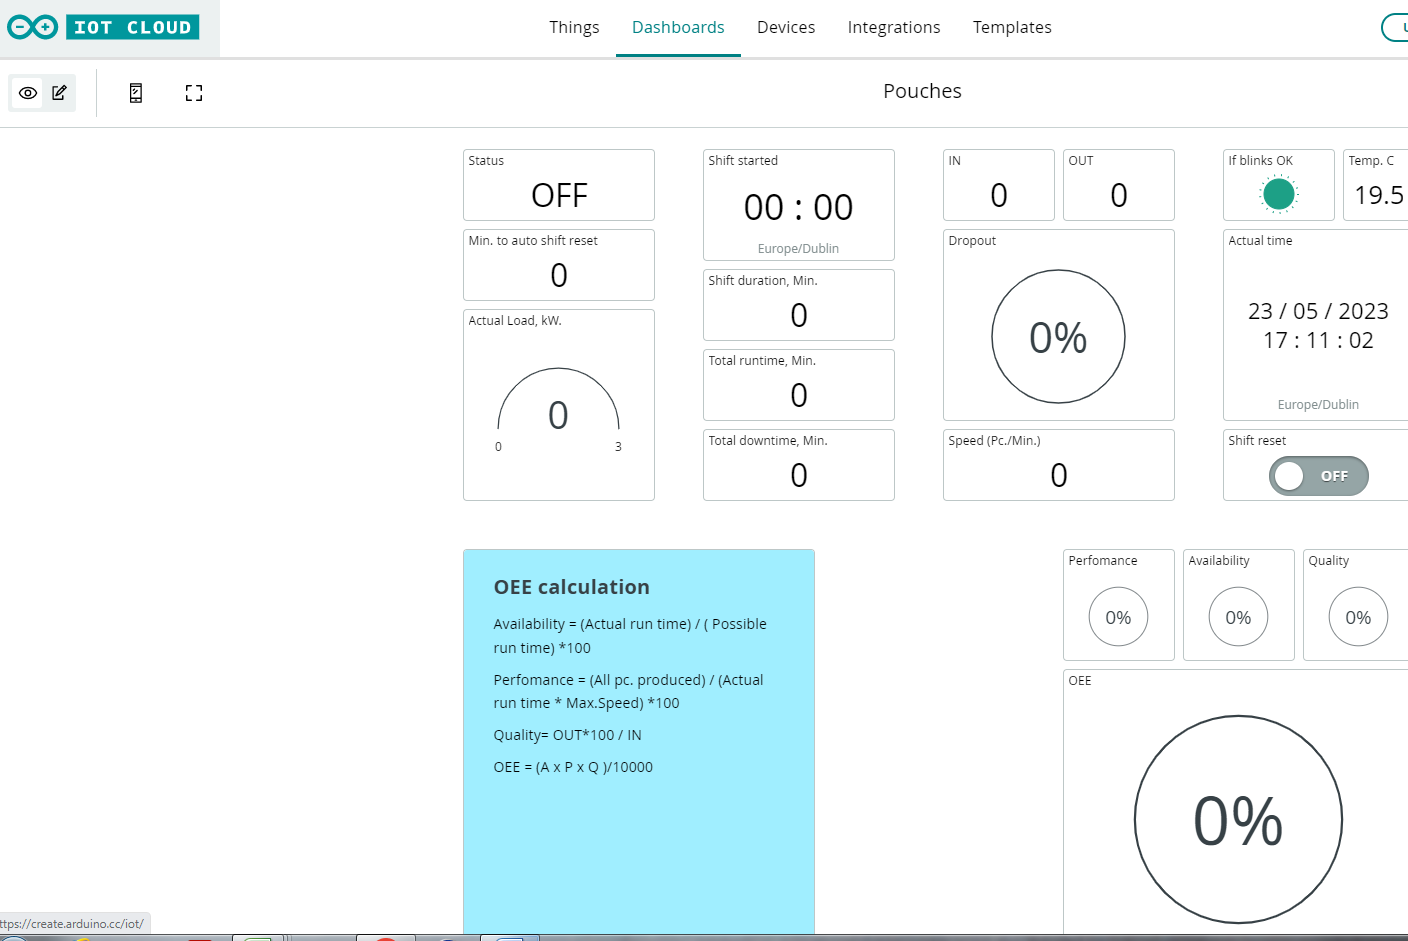 IOT CLOUD
Things Dashboards Devices Integrations Templates
Pouches
Status
OFF
Min. to auto shift reset
0
Actual Load, kW.
0
0 3
Shift started
00 : 00
Europe/Dublin
Shift duration, Min.
0
Total runtime, Min.
0
Total downtime, Min.
0
IN
0
OUT
0
Dropout
0%
Speed (Pc./Min.)
0
If blinks OK
Temp. C
19.5
Actual time
23 / 05 / 2023
17 : 11 : 02
Europe/Dublin
Shift reset
OFF
OEE calculation
Availability = (Actual run time) / ( Possible
run time) *100
Perfomance = (All pc. produced) / (Actual
run time * Max.Speed) *100
Quality= OUT*100 / IN
OEE = (A x P x Q )/10000
Perfomance
0%
Availability
0%
Quality
0%
OEE
0%
ttps://create.arduino.cc/iot/